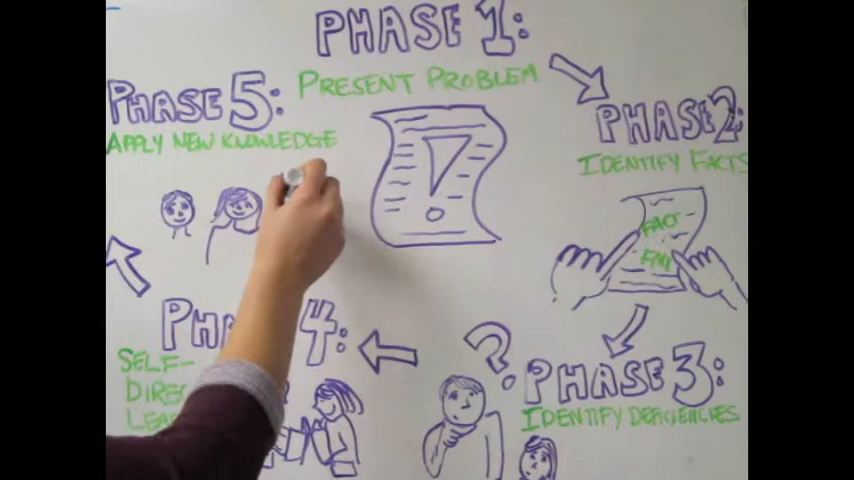 PHASE 1:
PRESENT PROBLEM
PHASE 2:
IDENTIFY FACTS
FACT
PHASE 3:
IDENTIFY DEFICIENCIES
4:
SELF-
PHASE 5:
APPLY NEW KNOWLEDGE